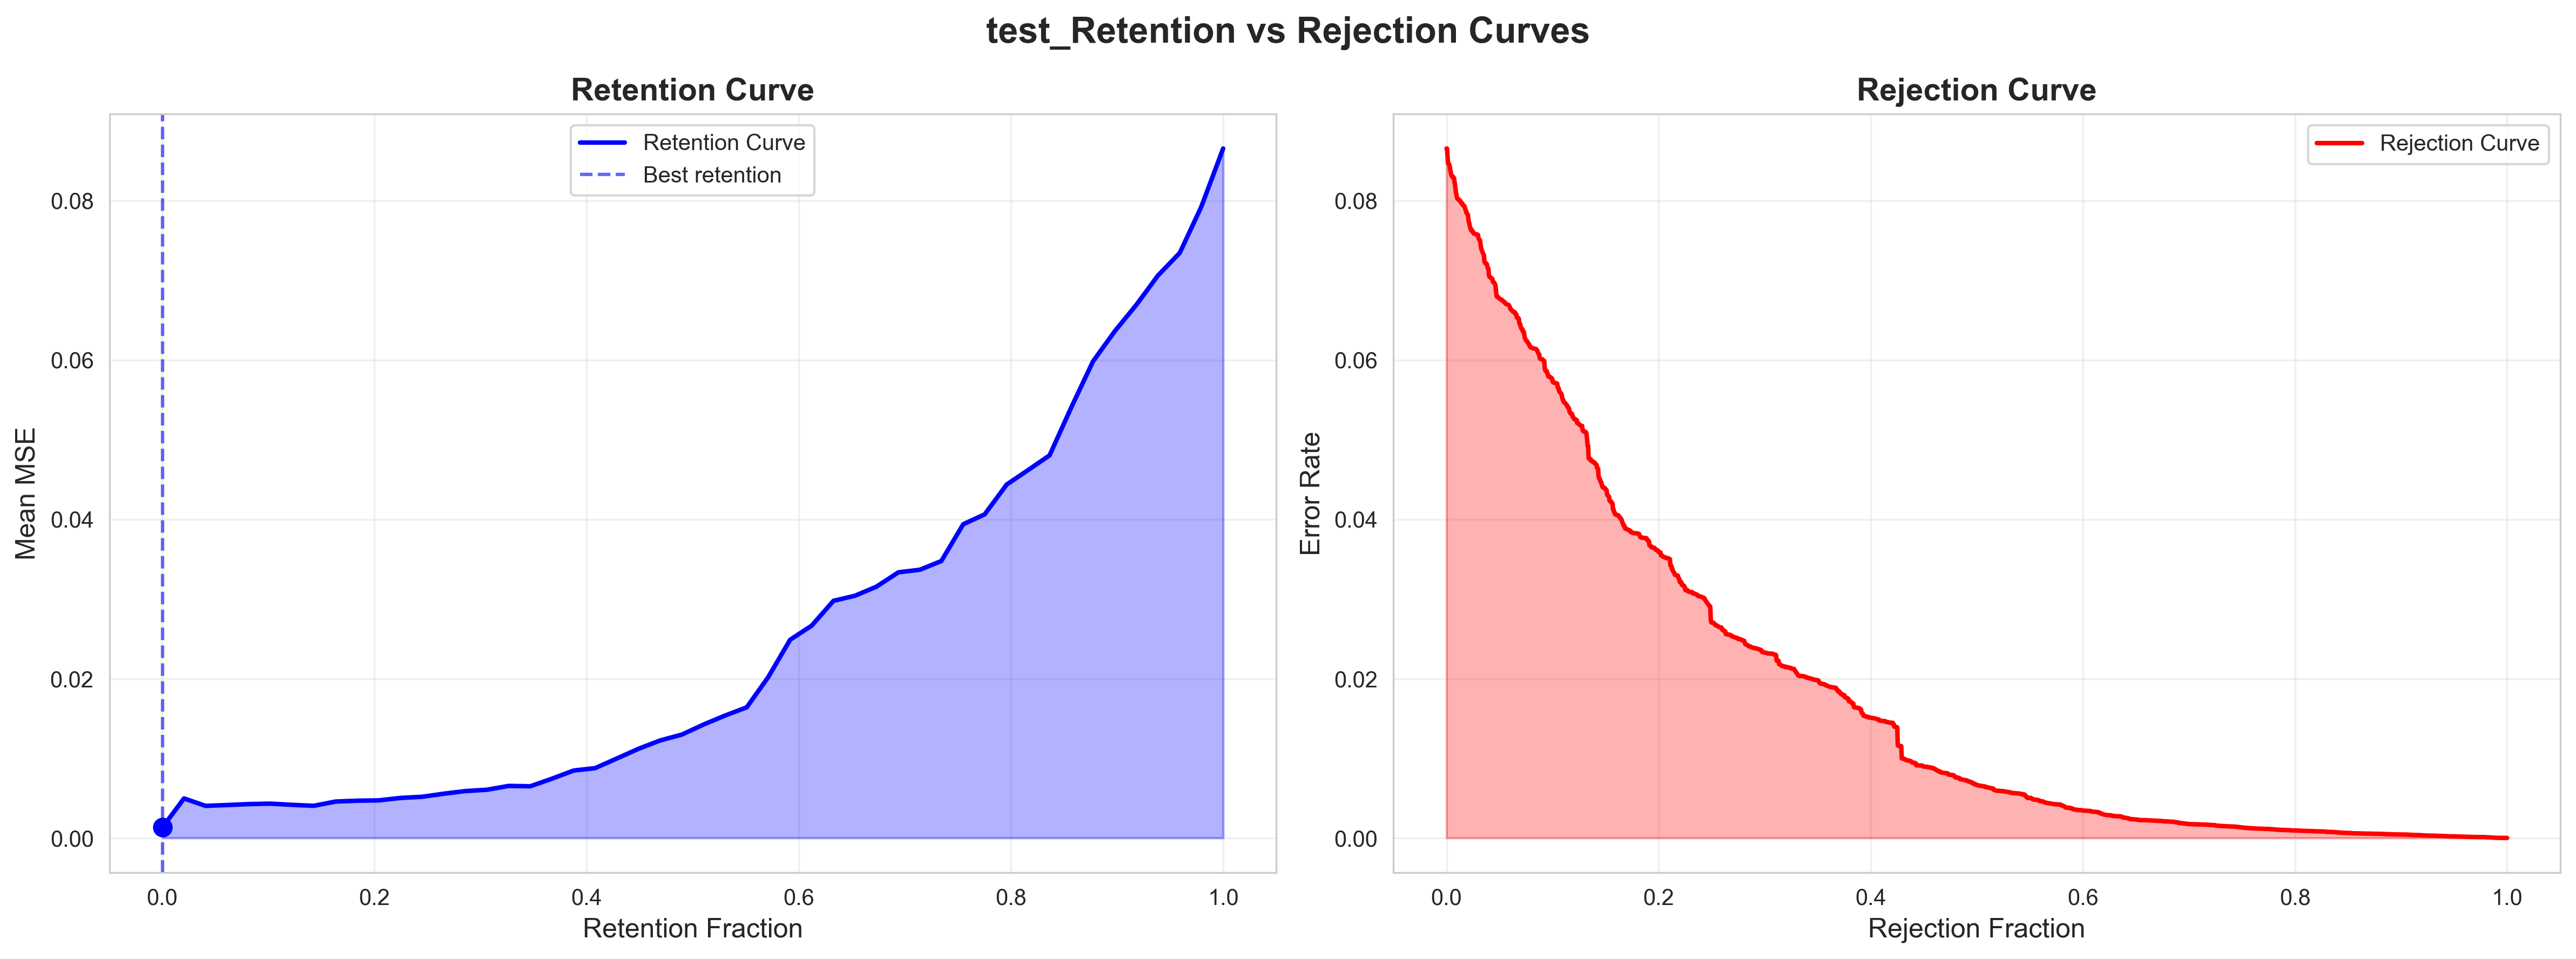 test_Retention vs Rejection Curves
Retention Curve
Retention Curve
Best retention
Mean MSE
0.08
0.06
0.04
0.02
0.00
0.0 0.2 0.4 0.6 0.8 1.0
Retention Fraction
Rejection Curve
Rejection Curve
Error Rate
0.08
0.06
0.04
0.02
0.00
0.0 0.2 0.4 0.6 0.8 1.0
Rejection Fraction